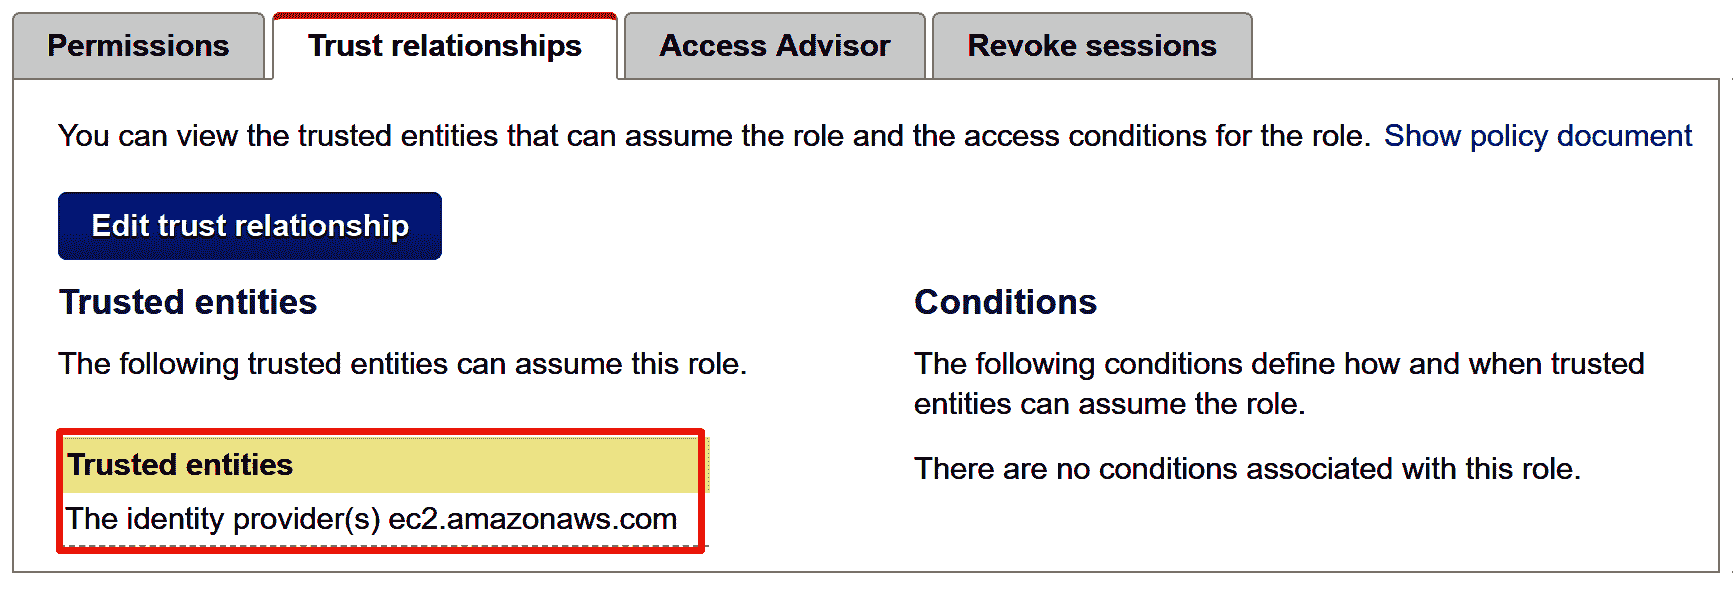 Permissions
Trust relationships
Access Advisor
Revoke sessions
You can view the trusted entities that can assume the role and the access conditions for the role. Show policy document
Edit trust relationship
Trusted entities
The following trusted entities can assume this role.
Trusted entities
The identity provider(s) ec2.amazonaws.com
Conditions
The following conditions define how and when trusted
entities can assume the role.
There are no conditions associated with this role.